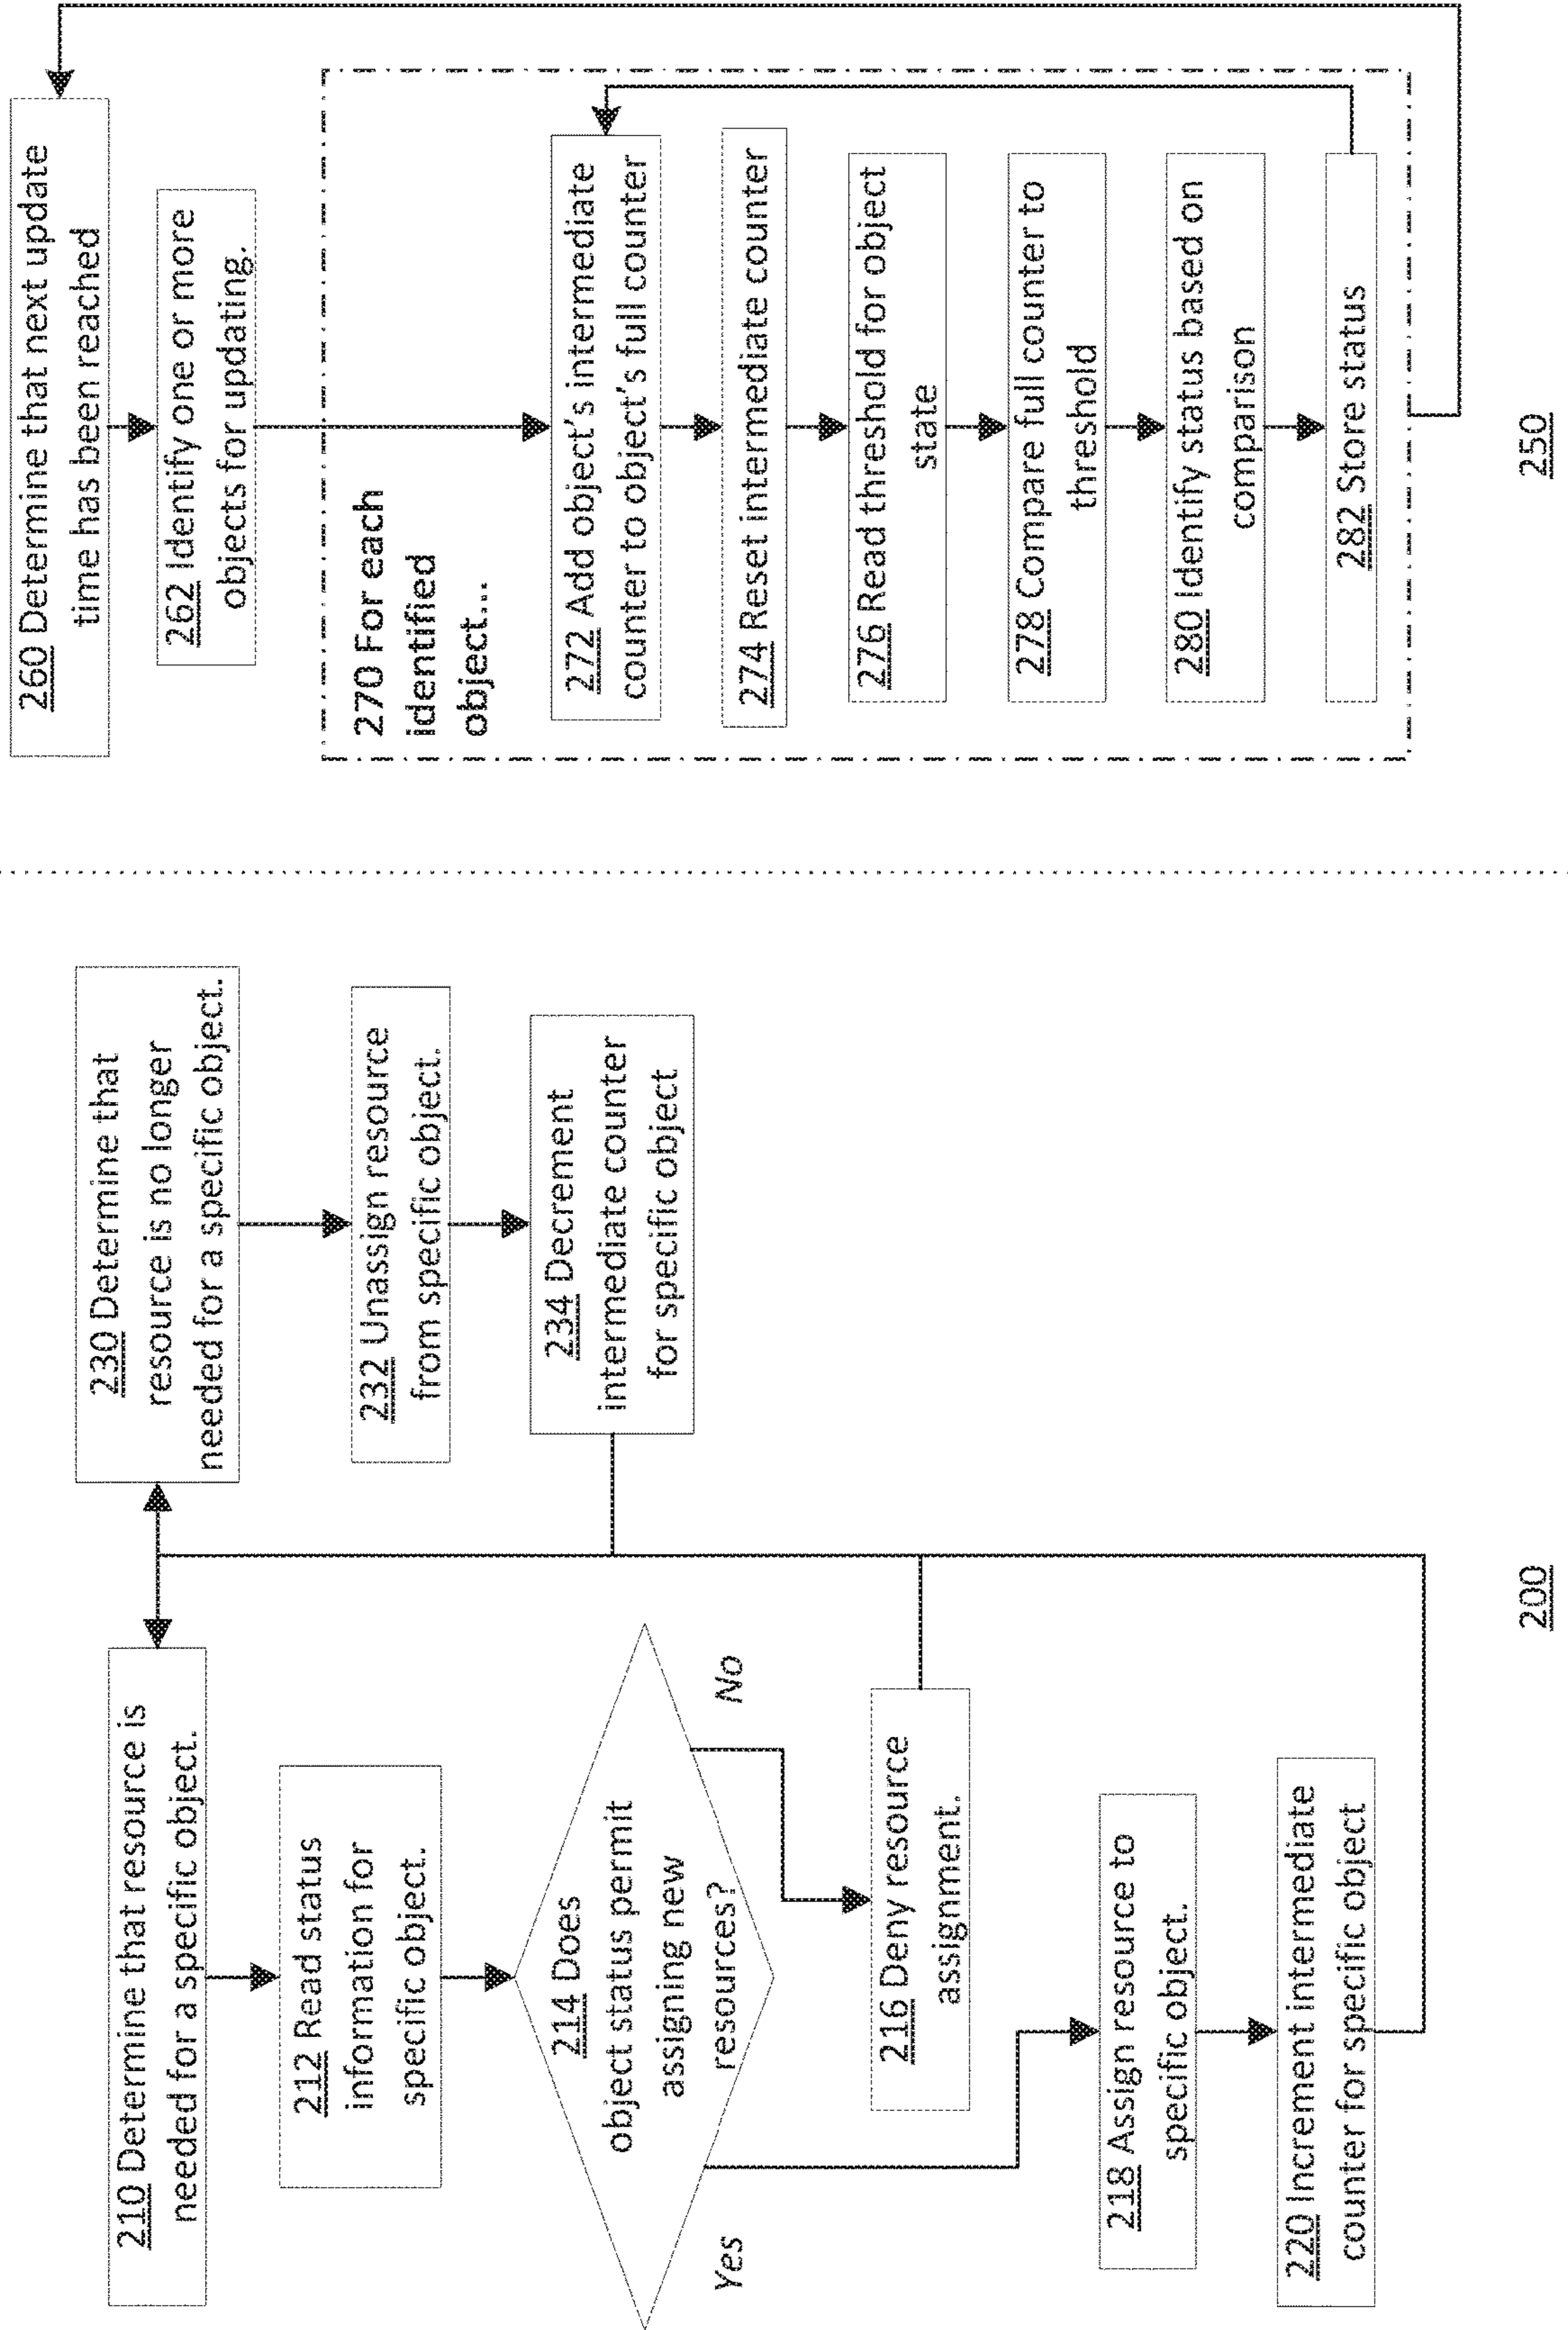 210 Determine that resource is
needed for a specific object.
212 Read status
information for
specific object.
214 Does
object status permit
assigning new
resources?
Yes
No
216 Deny resource
assignment.
218 Assign resource to
specific object.
220 Increment intermediate
counter for specific object
230 Determine that
resource is no longer
needed for a specific object.
232 Unassign resource
from specific object.
234 Decrement
intermediate counter
for specific object
200
260 Determine that next update
time has been reached
262 Identify one or more
objects for updating.
270 For each
identified
object...
272 Add object's intermediate
counter to object's full counter
274 Reset intermediate counter
276 Read threshold for object
state
278 Compare full counter to
threshold
280 Identify status based on
comparison
282 Store status
250